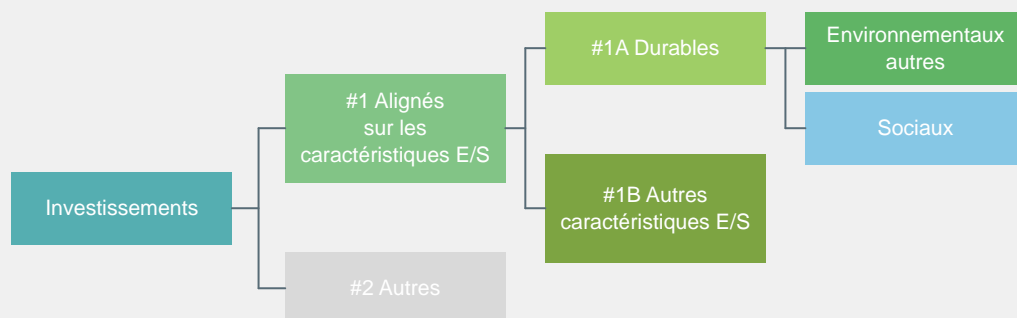 Investissements
#1 Alignés
sur les
caractéristiques E/S
#2 Autres
#1A Durables
#1B Autres
caractéristiques E/S
Environnementaux
autres
Sociaux